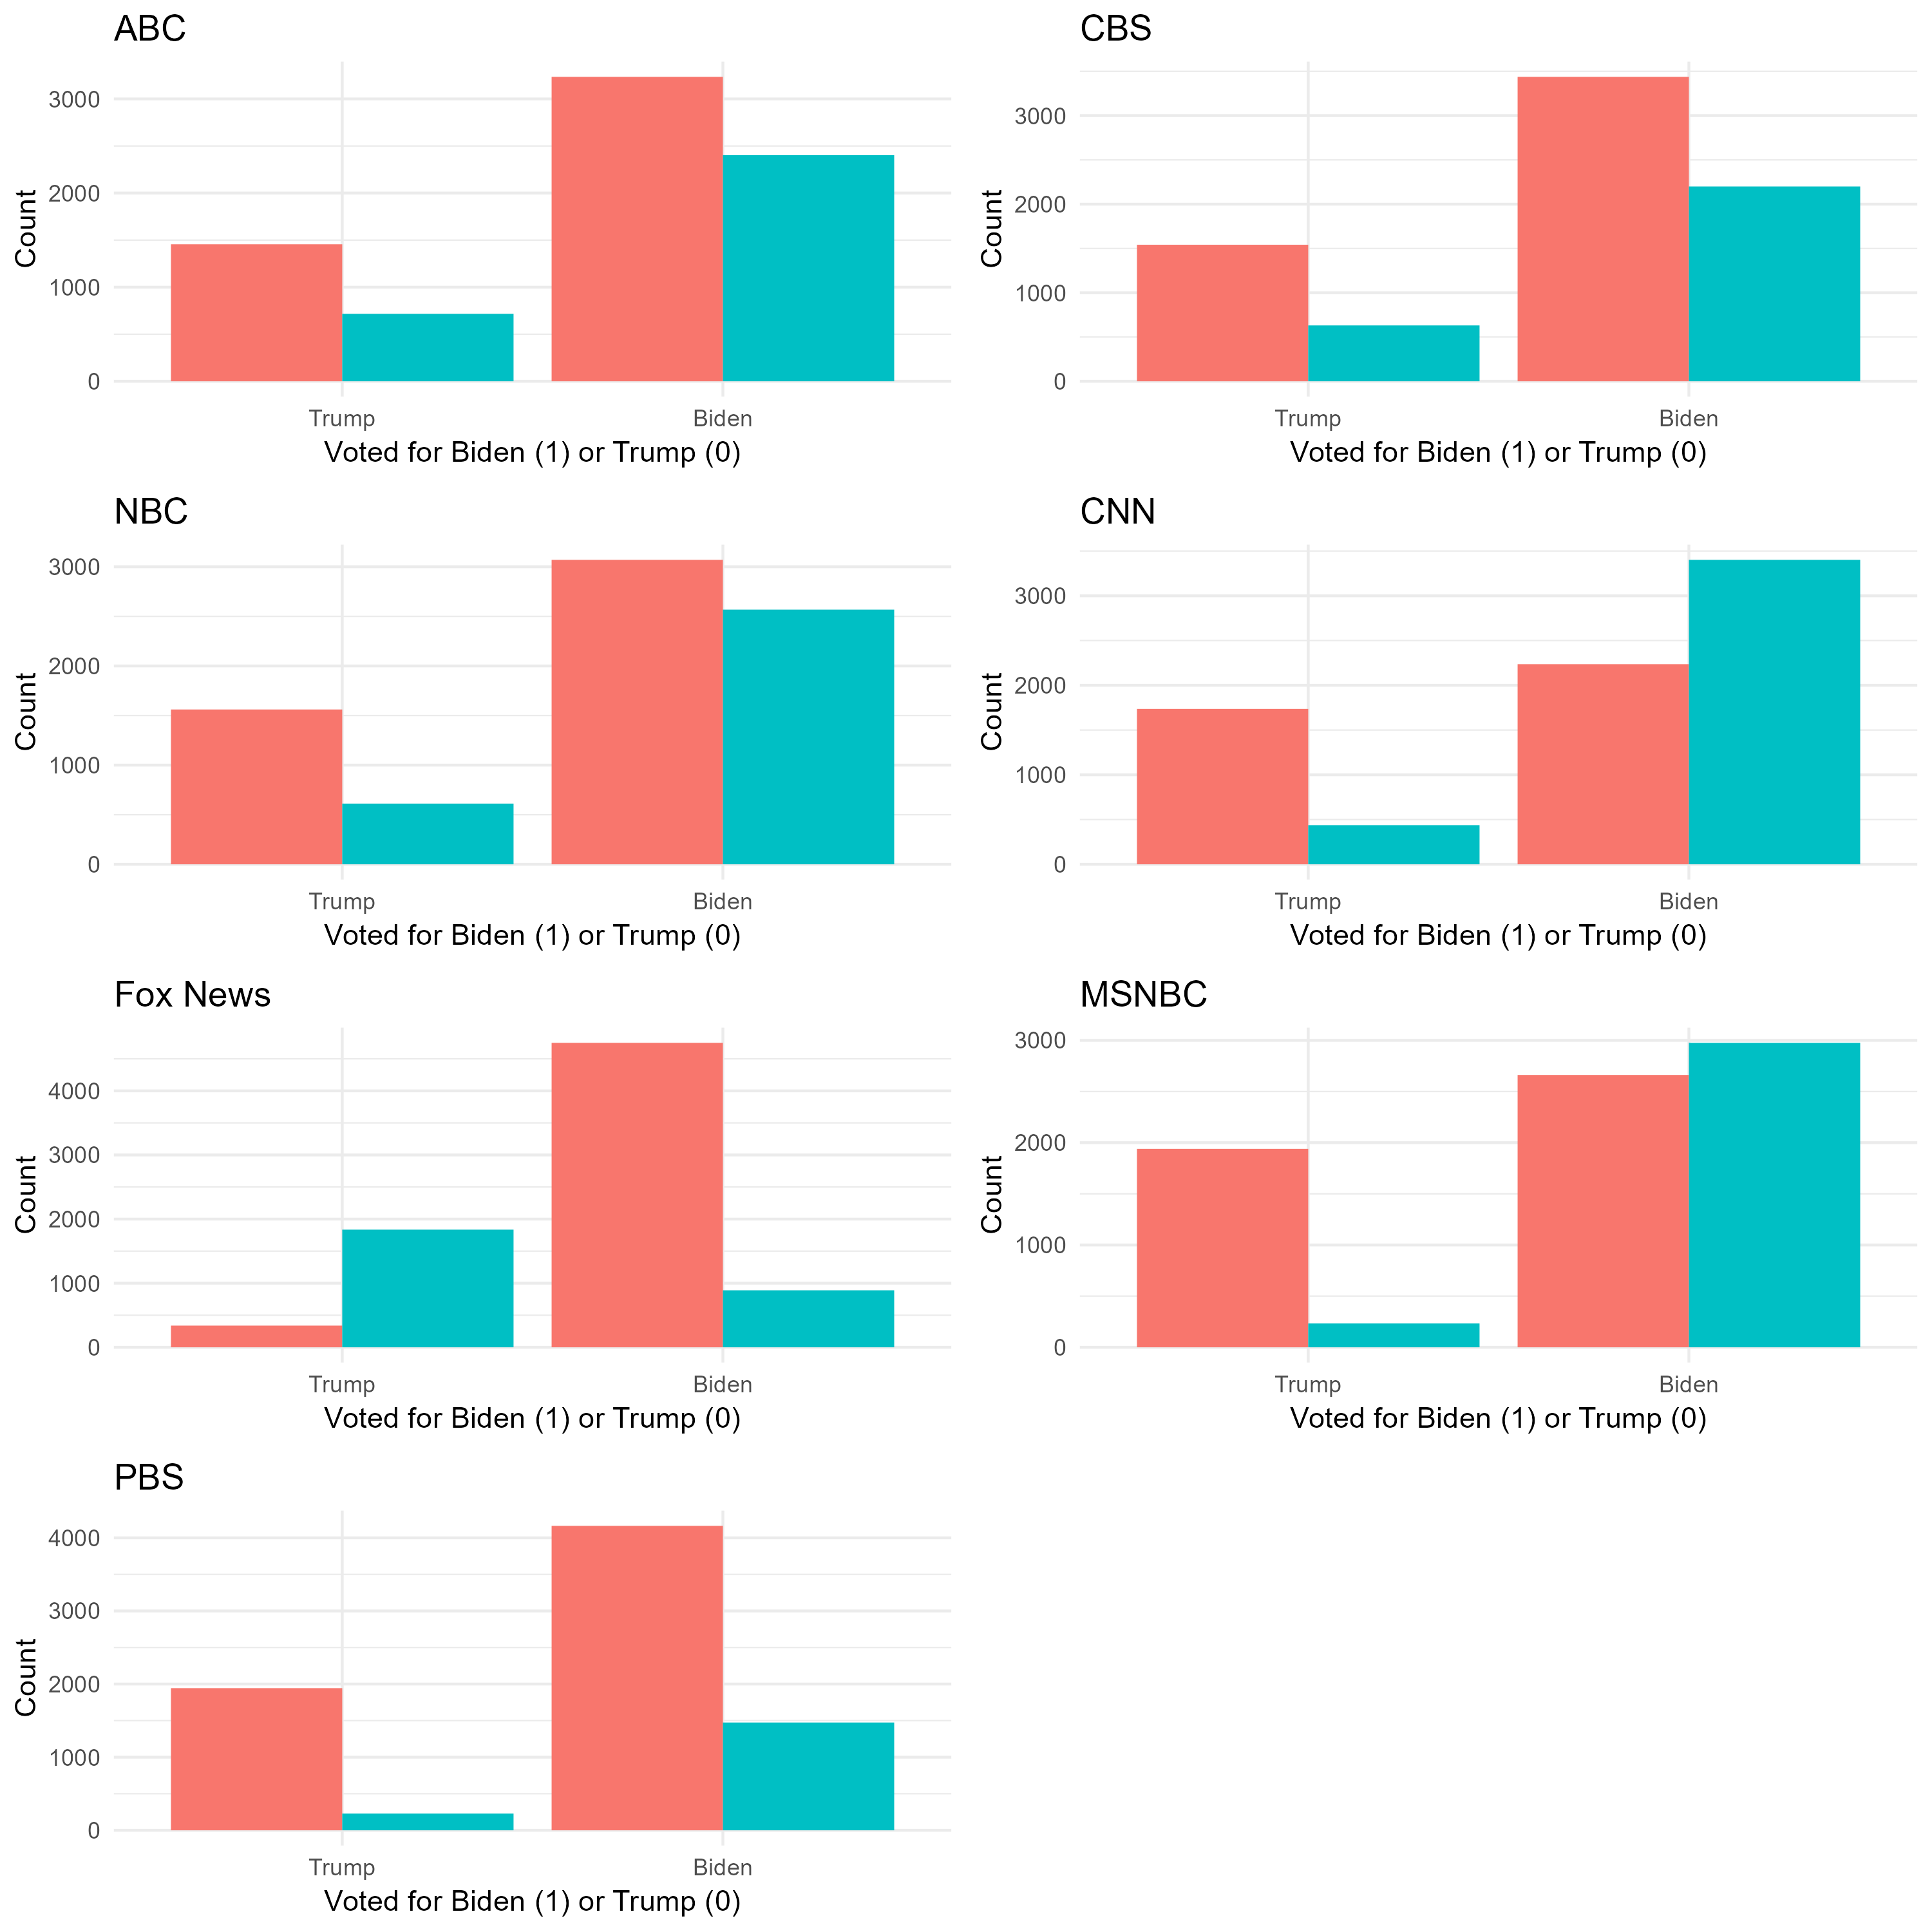 ABC
Count
3000
2000
1000
0
Trump Biden
Voted for Biden (1) or Trump (0)
CBS
Count
3000
2000
1000
0
Trump Biden
Voted for Biden (1) or Trump (0)
NBC
Count
3000
2000
1000
0
Trump Biden
Voted for Biden (1) or Trump (0)
CNN
Count
3000
2000
1000
0
Trump Biden
Voted for Biden (1) or Trump (0)
Fox News
Count
4000
3000
2000
1000
0
Trump Biden
Voted for Biden (1) or Trump (0)
MSNBC
Count
3000
2000
1000
0
Trump Biden
Voted for Biden (1) or Trump (0)
PBS
Count
4000
3000
2000
1000
0
Trump Biden
Voted for Biden (1) or Trump (0)